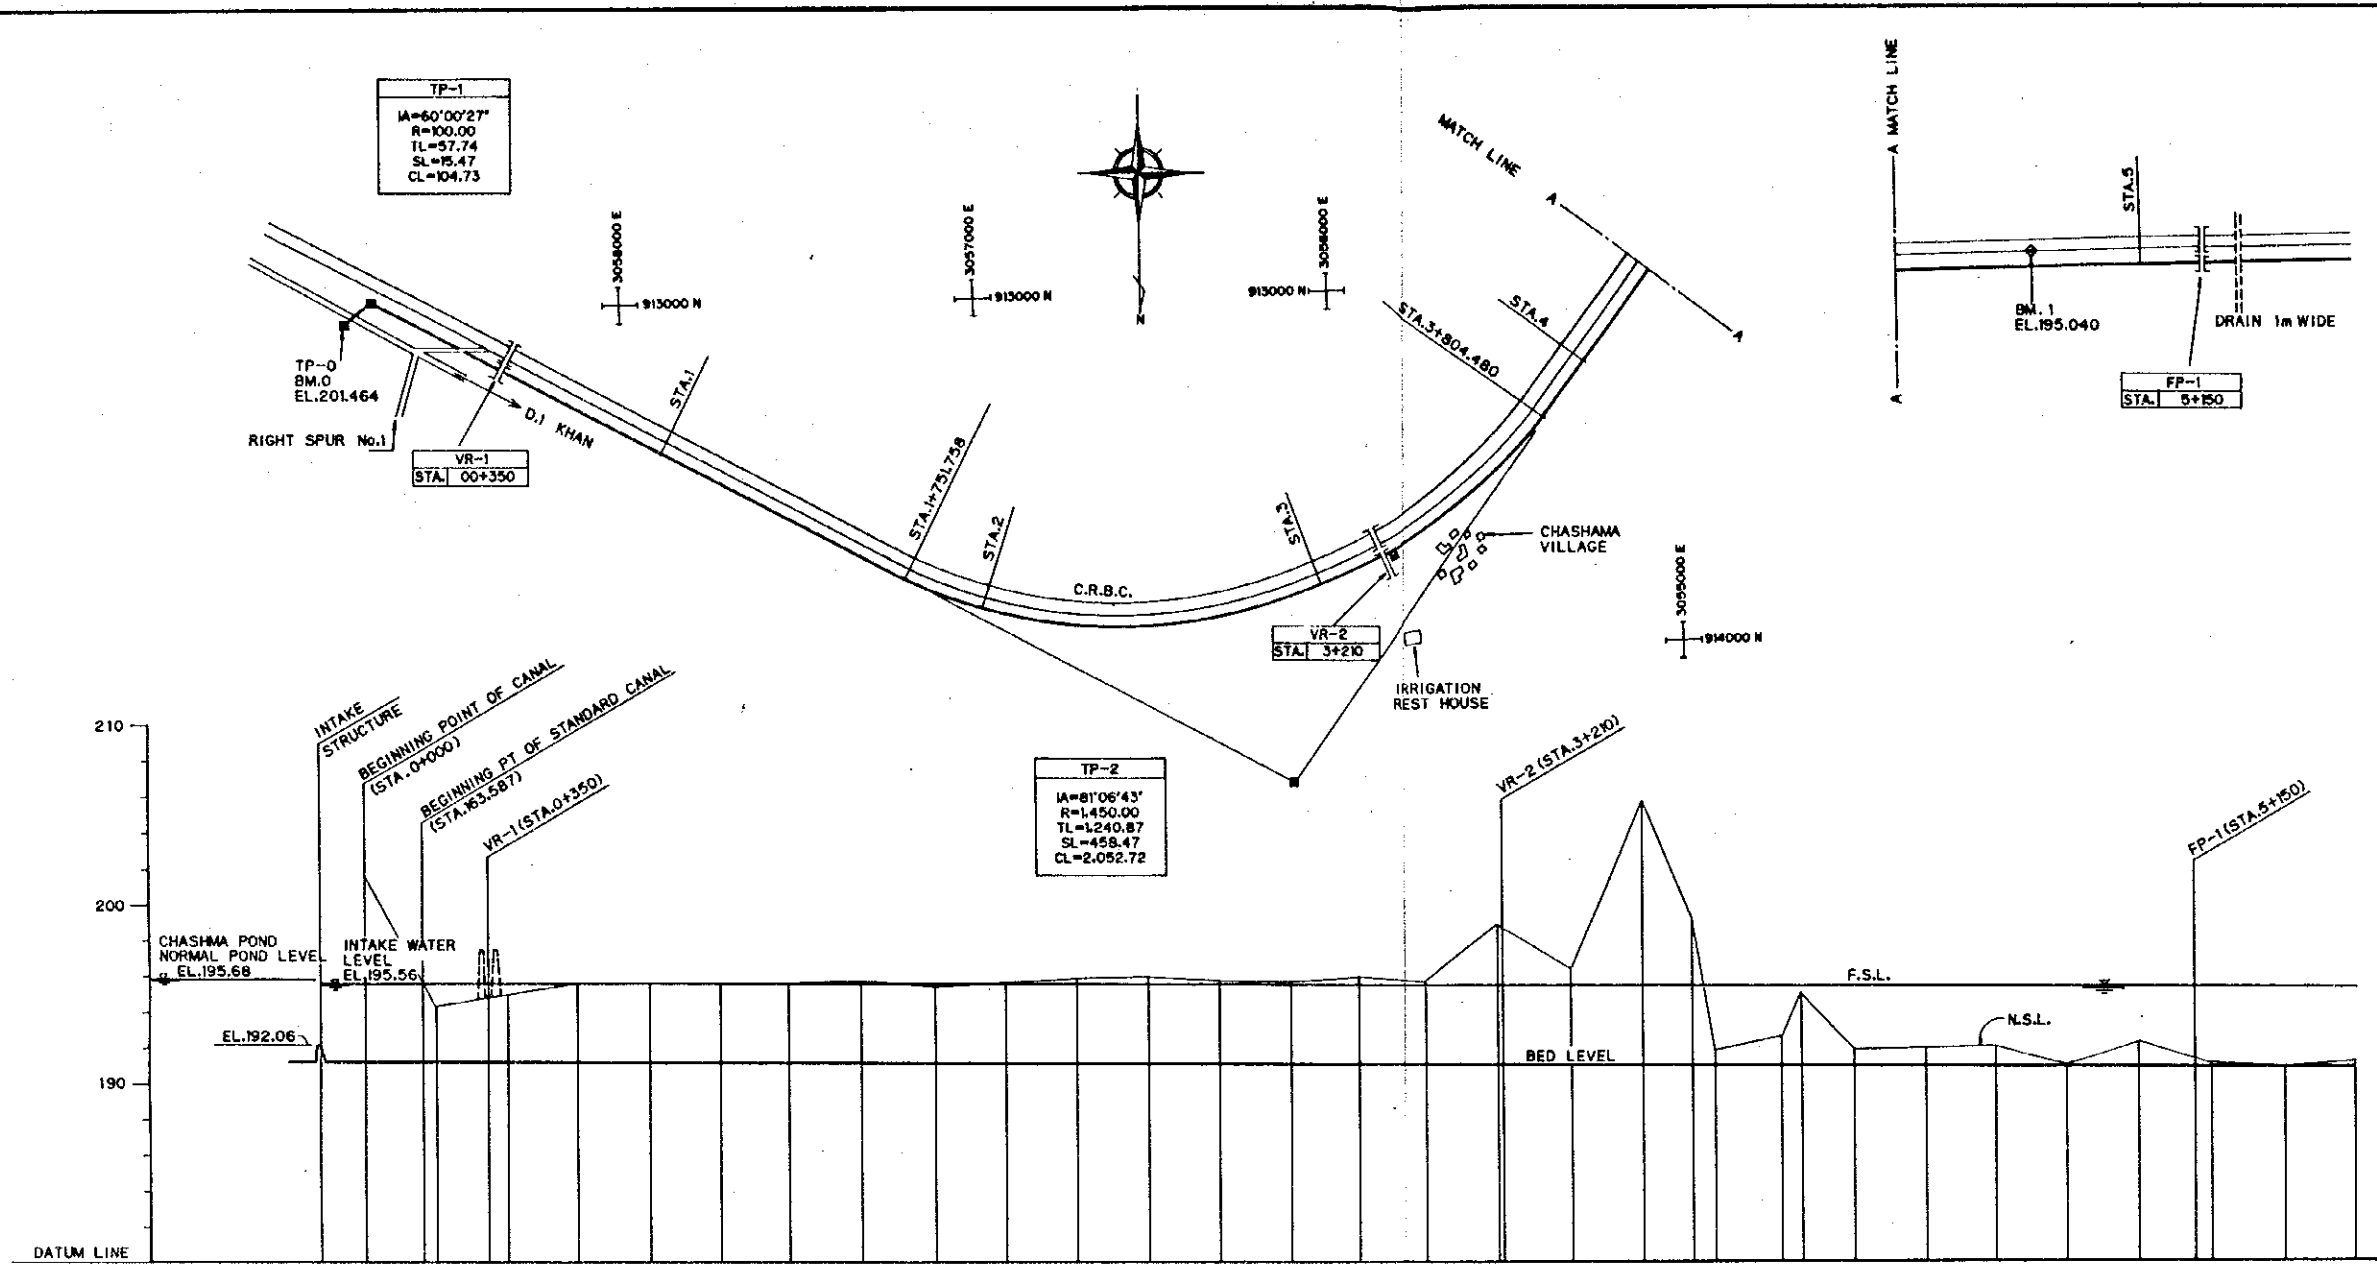 TP-1
IA=60°00'27"
R=100.00
TL=57.74
SL=15.47
CL=104.73
3058000 E
913000 N
3057000 E
913000 N
3056000 E
913000 N
N
MATCH LINE
A
A
STA.4
STA.3+804.480
A MATCH LINE
A
STA.5
BM.1
EL.195.040
DRAIN 1m WIDE
FP-1
STA. 5+150
TP-0
BM.0
EL.201.464
RIGHT SPUR No.1
D.I KHAN
VR-1
STA. 00+350
STA.1
STA.1+751.758
STA.2
C.R.B.C.
STA.3
CHASHAMA
VILLAGE
VR-2
STA. 3+210
3055000 E
914000 N
IRRIGATION
REST HOUSE
TP-2
IA=81°06'43"
R=1,450.00
TL=1,240.87
SL=458.47
CL=2,052.72
210
200
190
DATUM LINE
INTAKE
STRUCTURE
BEGINNING POINT OF CANAL
(STA.0+000)
BEGINNING PT OF STANDARD CANAL
(STA.163.587)
VR-1(STA.0+350)
VR-2(STA.3+210)
FP-1(STA.5+150)
CHASHMA POND
NORMAL POND LEVEL
EL.195.68
INTAKE WATER
LEVEL
EL.195.56
EL.192.06
F.S.L.
N.S.L.
BED LEVEL